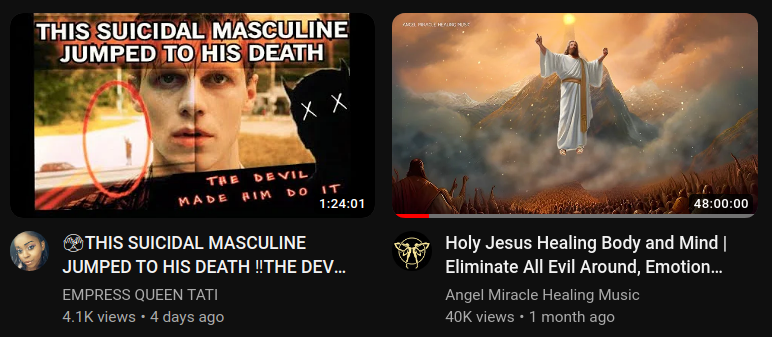 THIS SUICIDAL MASCULINE
JUMPED TO HIS DEATH
X X
THE DEVIL
MADE HIM DO IT
1:24:01
THIS SUICIDAL MASCULINE
JUMPED TO HIS DEATH ‼THE DEV...
EMPRESS QUEEN TATI
4.1K views • 4 days ago
ANGEL MIRACLE HEALING MUSIC
48:00:00
Holy Jesus Healing Body and Mind |
Eliminate All Evil Around, Emotion...
Angel Miracle Healing Music
40K views • 1 month ago